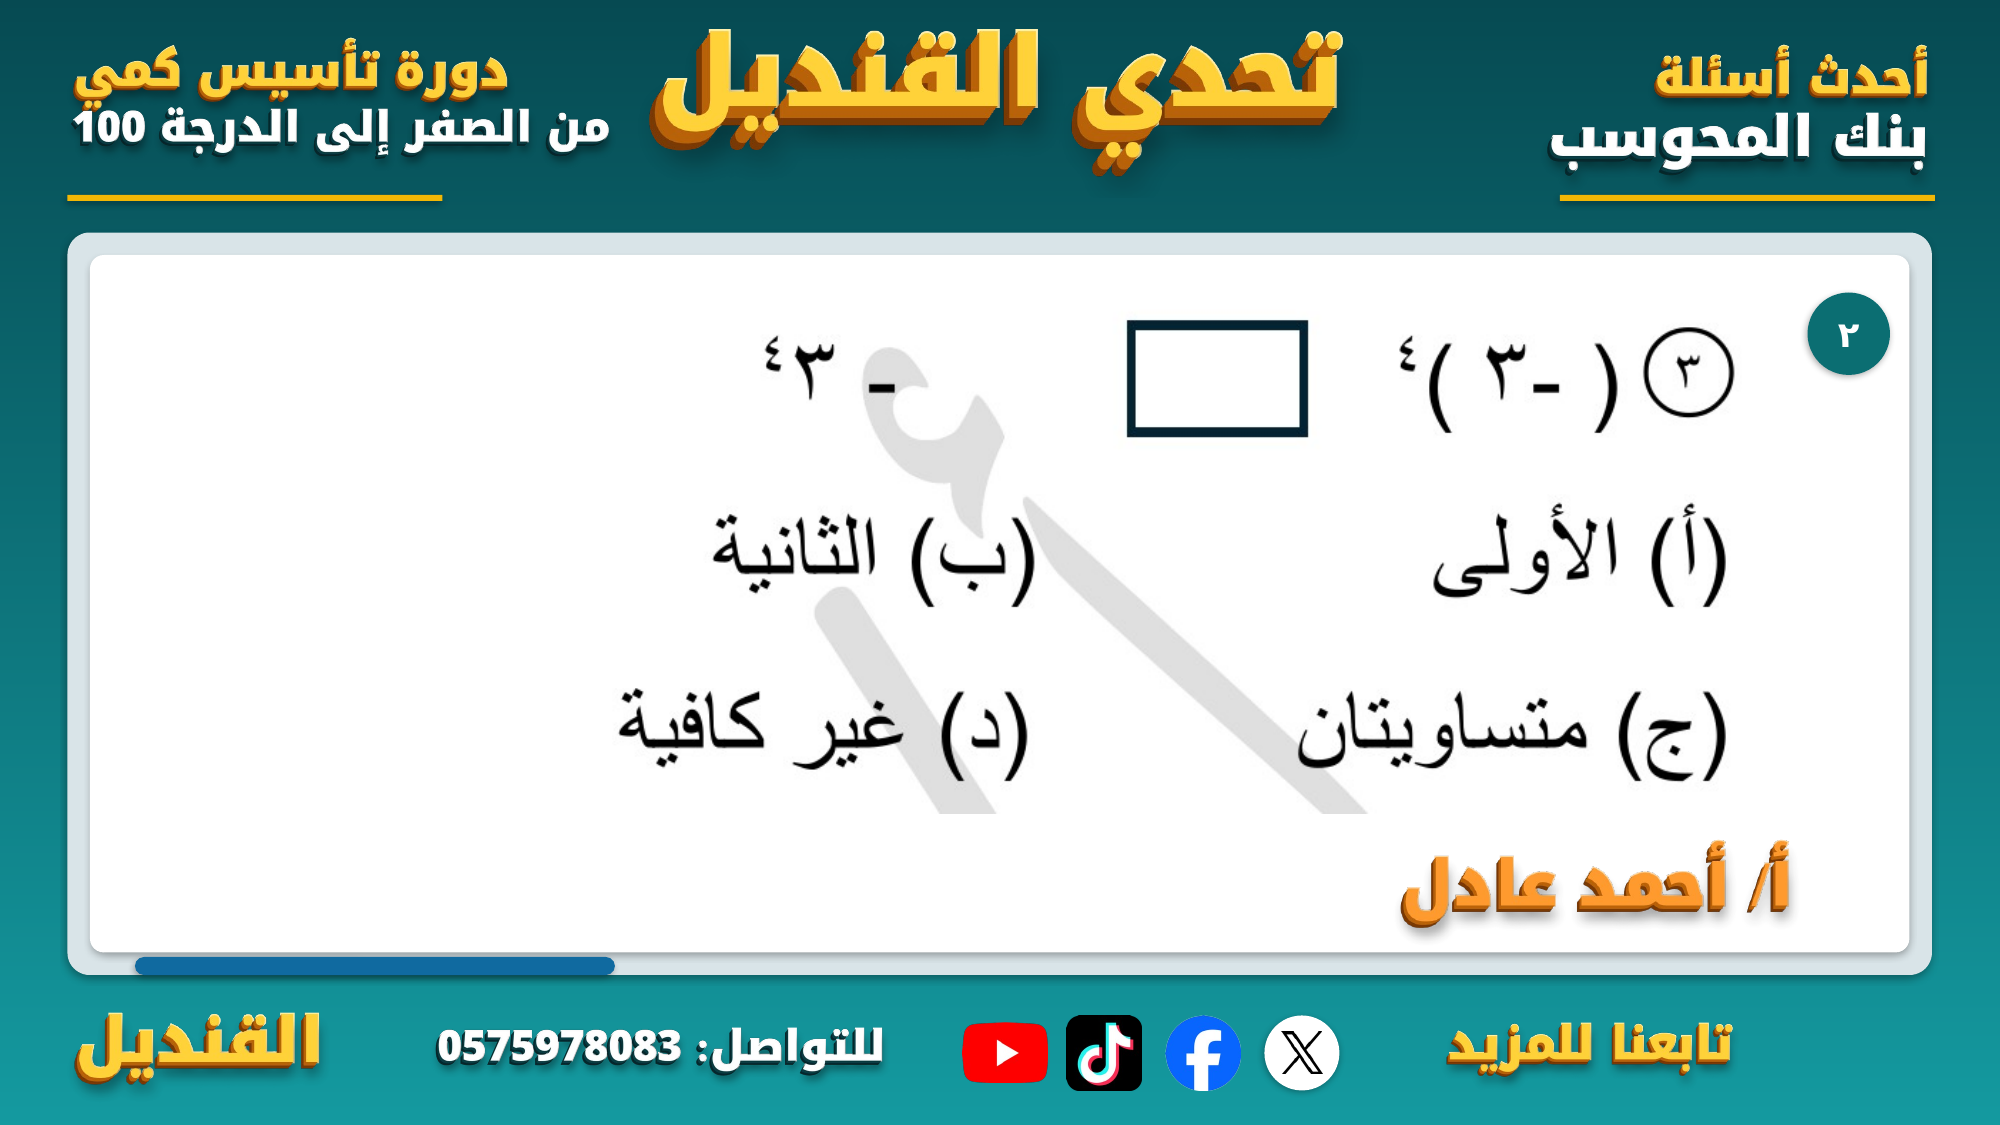 أحدث أسئلة
بنك المحوسب
تحدي القنديل
دورة تأسيس كمي
من الصفر إلى الدرجة 100
٢
٣ ( -٣ )⁤٤ - ٣٤
(أ) الأولى (ب) الثانية
(ج) متساويتان (د) غير كافية
أ/ أحمد عادل
تابعنا للمزيد
للتواصل: 0575978083
القنديل